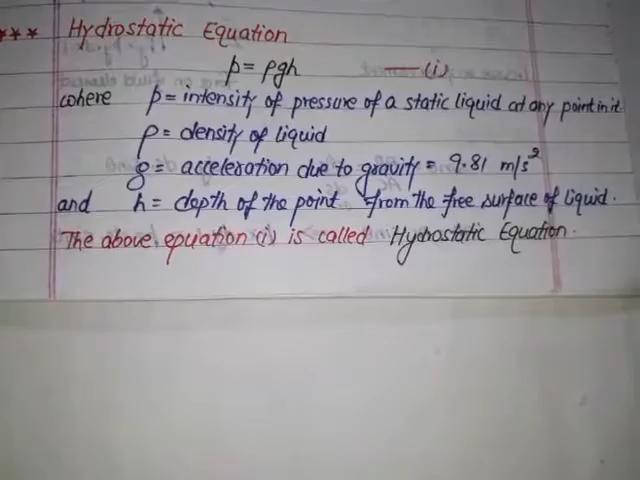 *** Hydrostatic Equation
p = ρgh —(i)
where p = intensity of pressure of a static liquid at any point in it
ρ = density of liquid
g = acceleration due to gravity = 9.81 m/s²
and h = depth of the point from the free surface of liquid.
The above equation (i) is called Hydrostatic Equation.